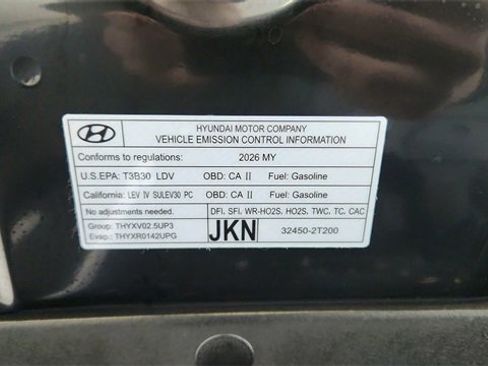 HYUNDAI MOTOR COMPANY
VEHICLE EMISSION CONTROL INFORMATION
Conforms to regulations: 2026 MY
U.S.EPA: T3B30 LDV OBD: CA II Fuel: Gasoline
California: LEV IV SULEV30 PC OBD: CA II Fuel: Gasoline
No adjustments needed. DFI, SFI, WR-HO2S, HO2S, TWC, TC, CAC
Group: THYXV02.5UP3
Evap.: THYXR0142UPG
JKN 32450-2T200